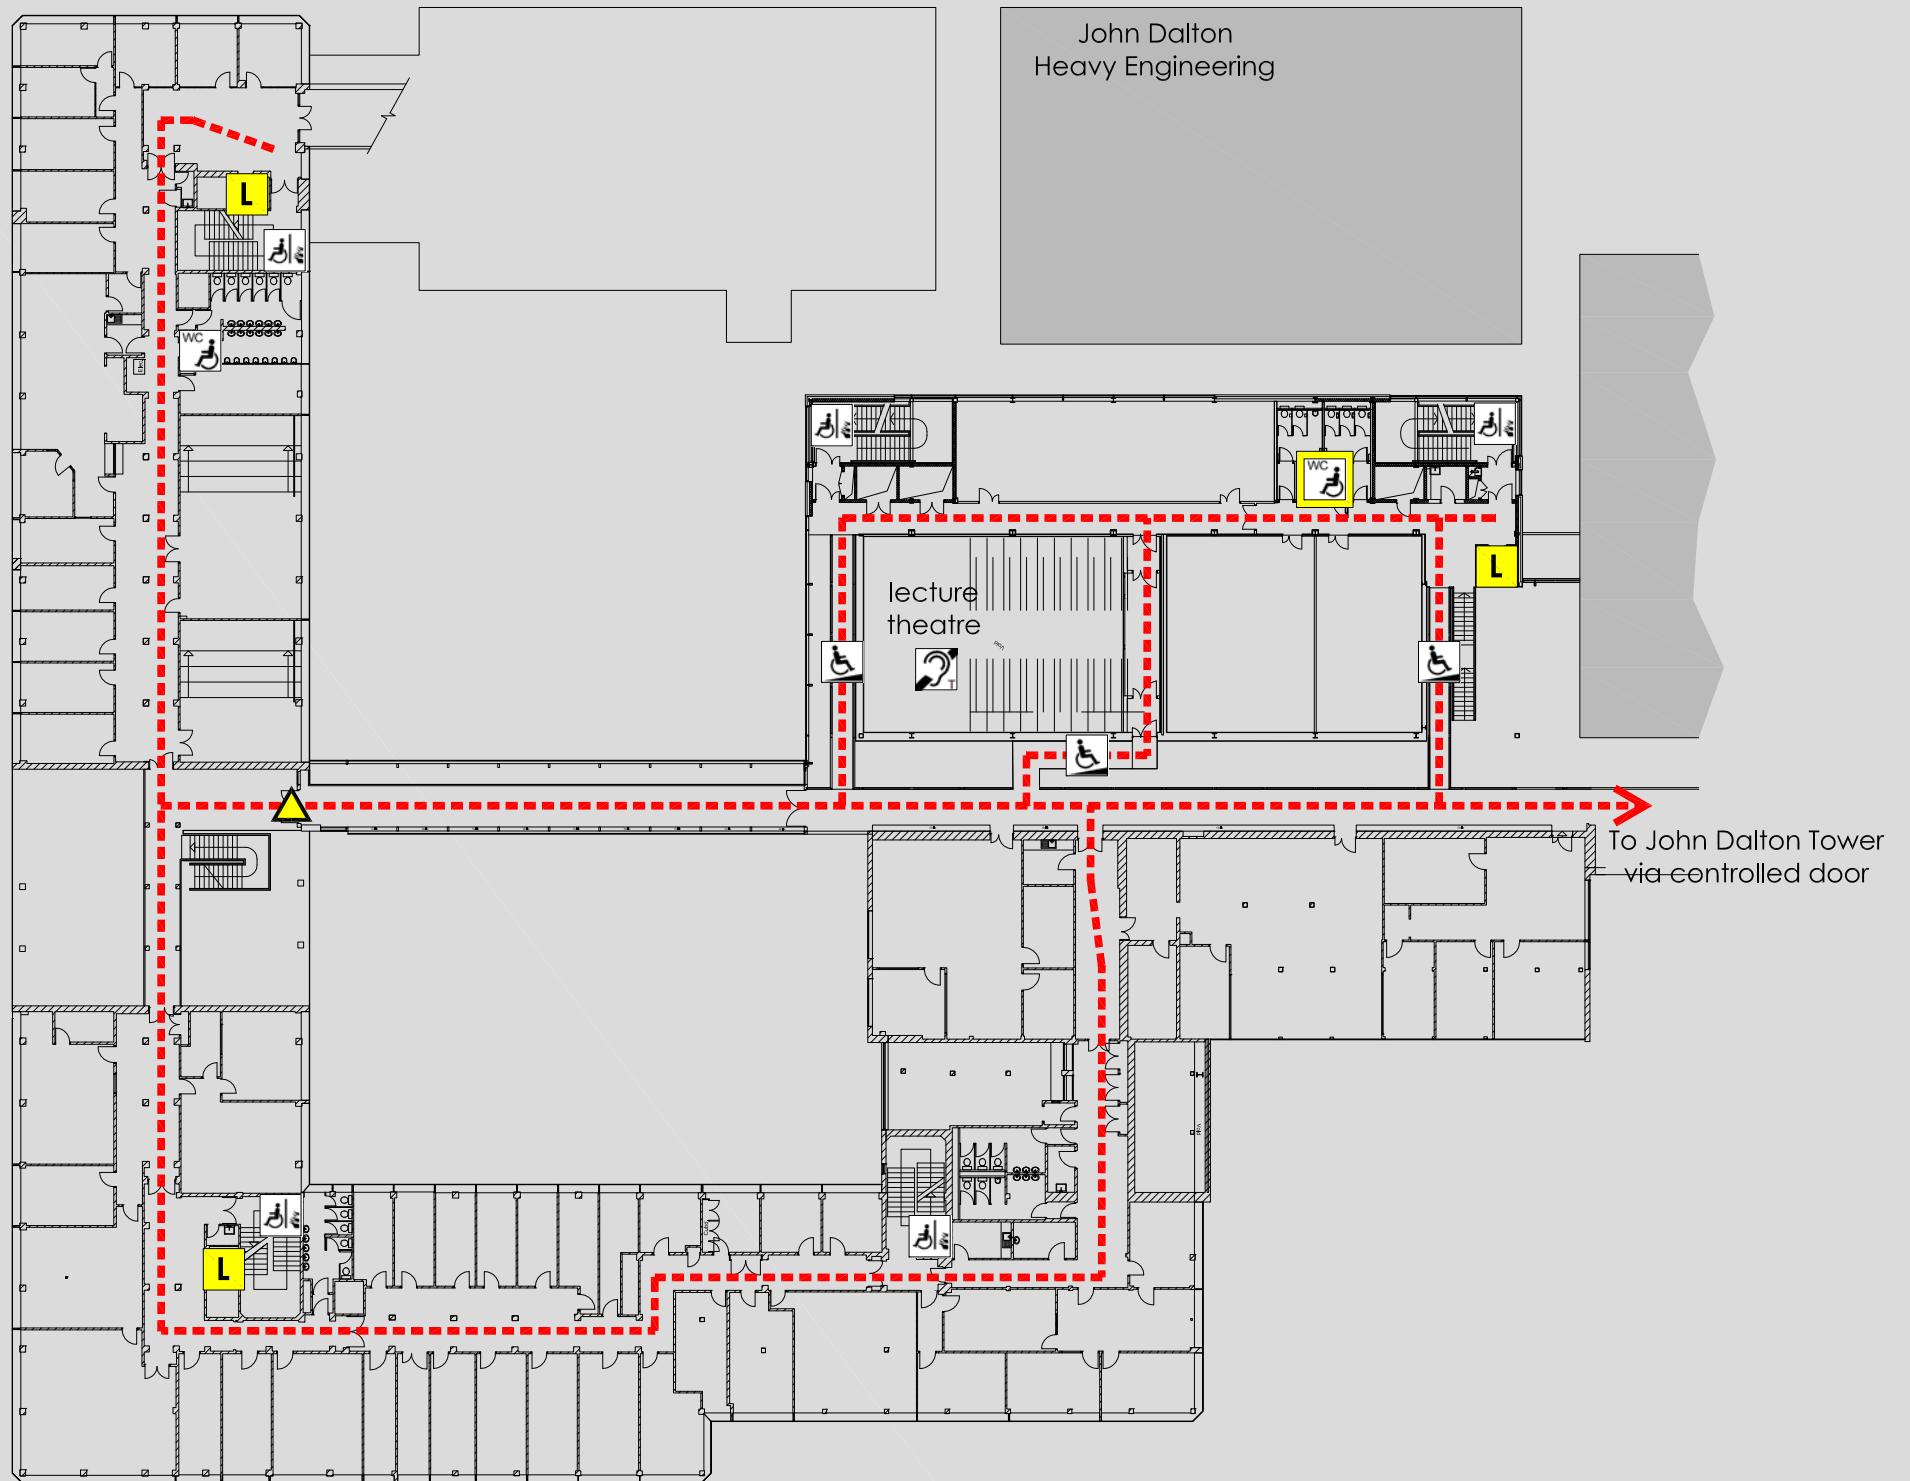 John Dalton
Heavy Engineering
L
WC
WC
L
lecture
theatre
T
To John Dalton Tower
via controlled door
L